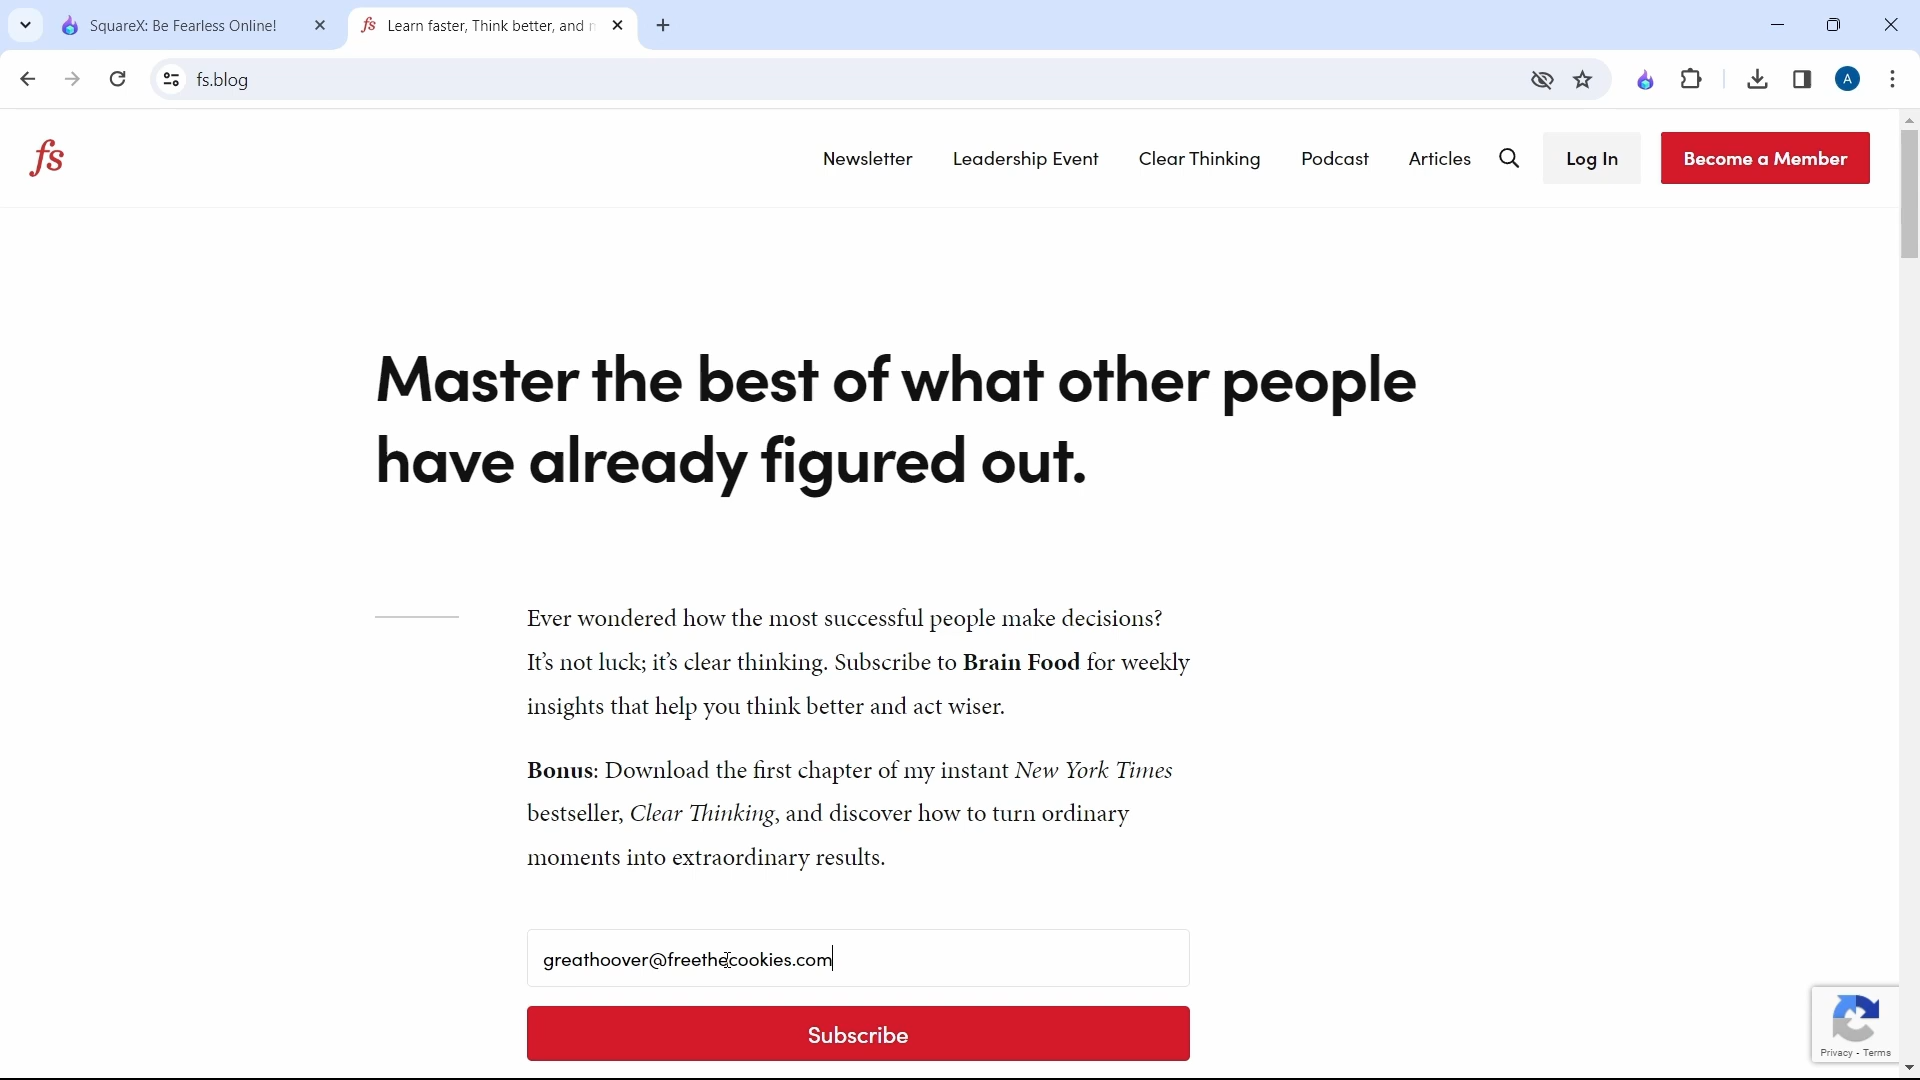 SquareX: Be Fearless Online!
fs Learn faster, Think better, and
fs.blog
A
fs
Newsletter
Leadership Event
Clear Thinking
Podcast
Articles
Log In
Become a Member
Master the best of what other people
have already figured out.
Ever wondered how the most successful people make decisions?
It's not luck; it's clear thinking. Subscribe to Brain Food for weekly
insights that help you think better and act wiser.
Bonus: Download the first chapter of my instant New York Times
bestseller, Clear Thinking, and discover how to turn ordinary
moments into extraordinary results.
greathoover@freethecookies.com
Subscribe
Privacy - Terms